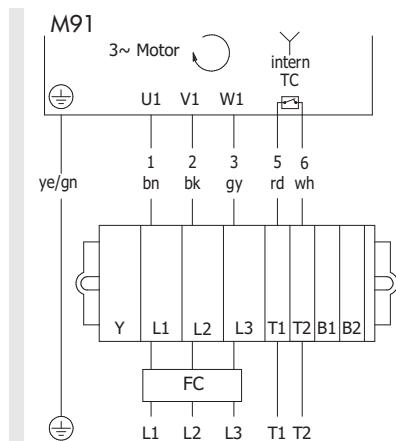 M91
3~ Motor
intern
TC
U1 V1 W1
1 2 3 5 6
ye/gn bn bk gy rd wh
Y L1 L2 L3 T1 T2 B1 B2
FC
L1 L2 L3 T1 T2